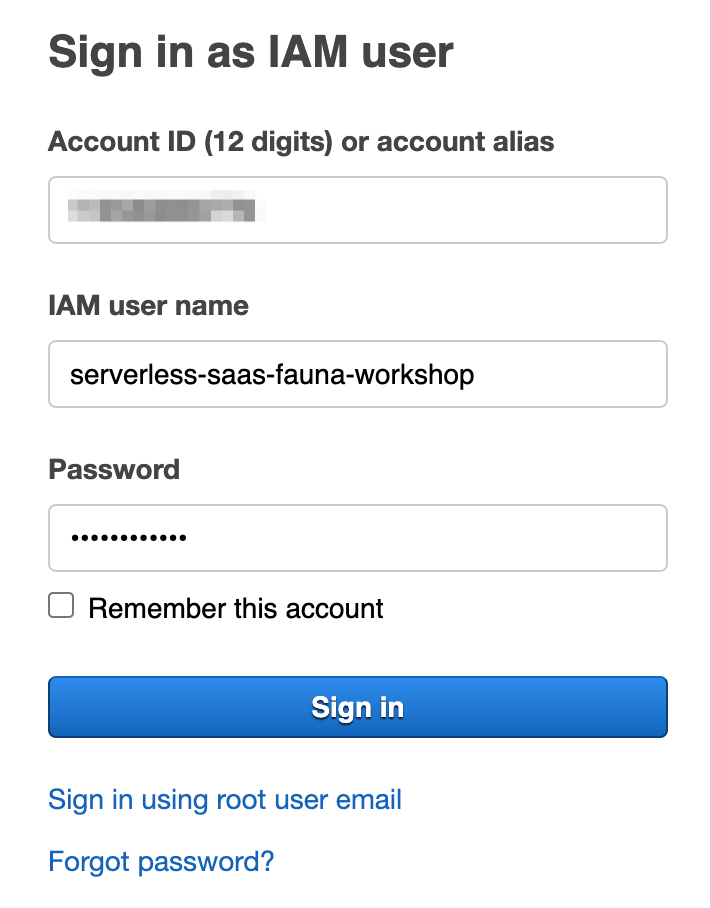 Sign in as IAM user
Account ID (12 digits) or account alias
IAM user name
serverless-saas-fauna-workshop
Password
••••••••••••
Remember this account
Sign in
Sign in using root user email
Forgot password?